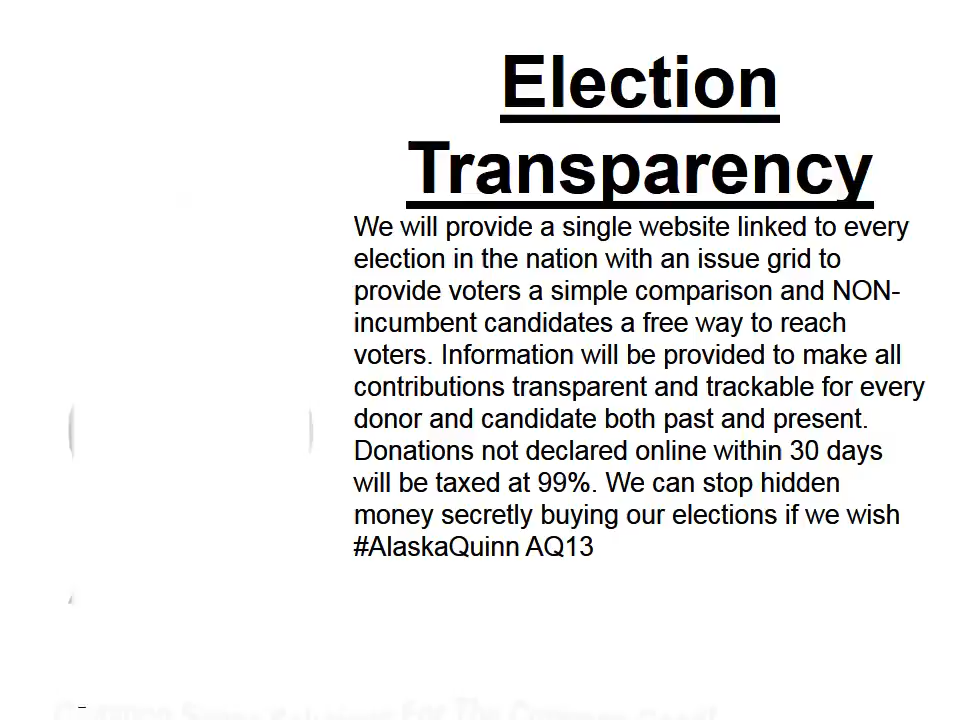 Election
Transparency
We will provide a single website linked to every
election in the nation with an issue grid to
provide voters a simple comparison and NON-
incumbent candidates a free way to reach
voters. Information will be provided to make all
contributions transparent and trackable for every
donor and candidate both past and present.
Donations not declared online within 30 days
will be taxed at 99%. We can stop hidden
money secretly buying our elections if we wish
#AlaskaQuinn AQ13